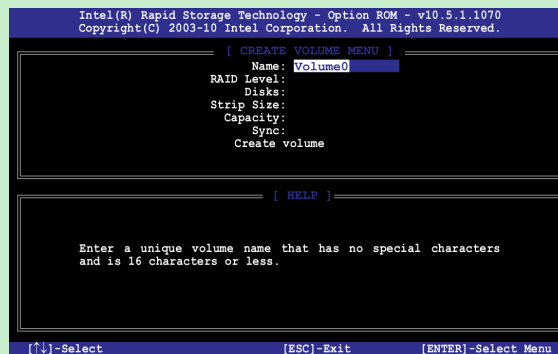 Intel(R) Rapid Storage Technology - Option ROM - v10.5.1.1070
Copyright(C) 2003-10 Intel Corporation. All Rights Reserved.
[ CREATE VOLUME MENU ]
Name: Volume0
RAID Level:
Disks:
Strip Size:
Capacity:
Sync:
Create volume
[ HELP ]
Enter a unique volume name that has no special characters
and is 16 characters or less.
[↑↓]-Select [ESC]-Exit [ENTER]-Select Menu